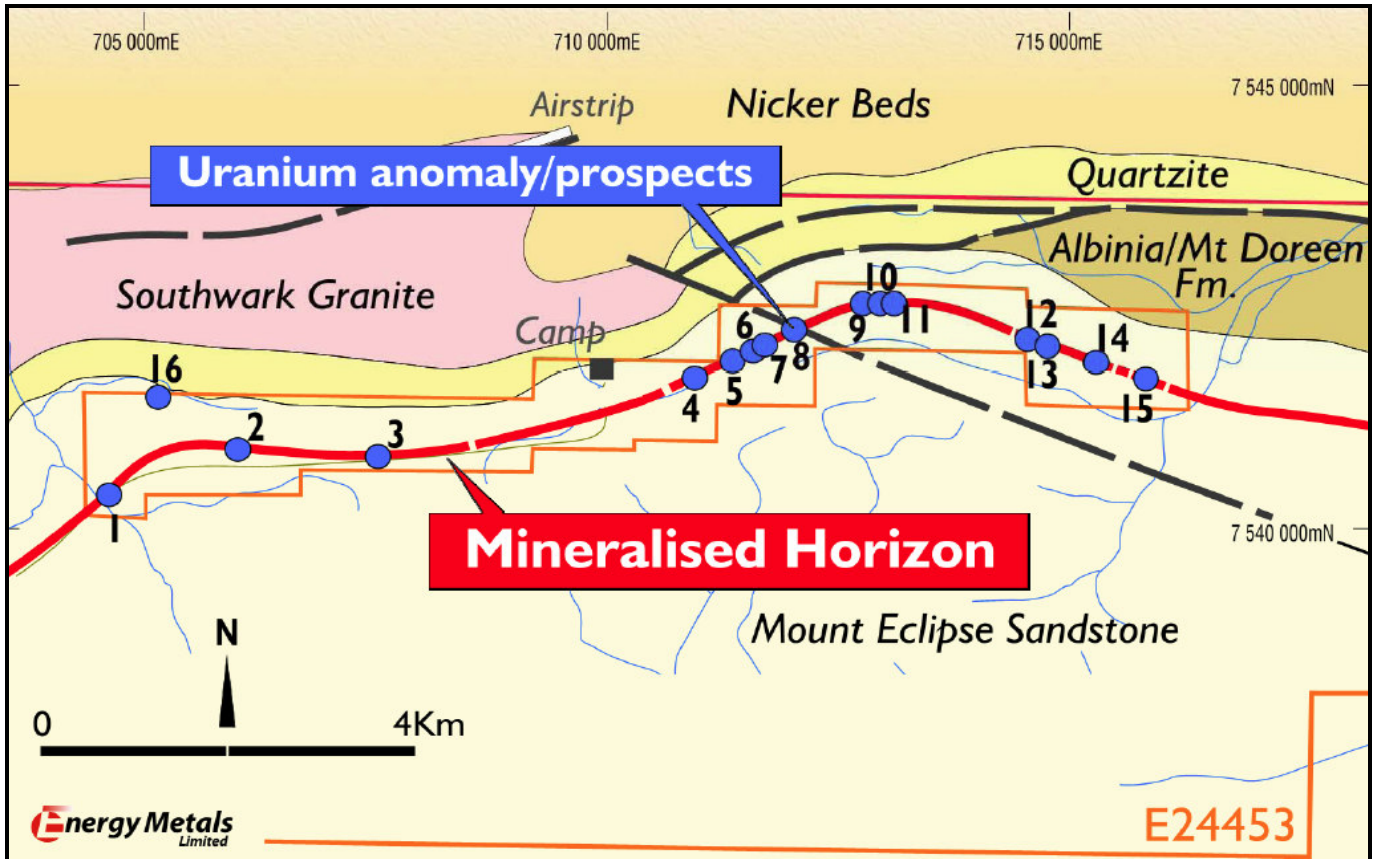 705 000mE
710 000mE
715 000mE
7 545 000mN
Airstrip
Nicker Beds
Uranium anomaly/prospects
Quartzite
Albinia/Mt Doreen
Fm.
Southwark Granite
Camp
16
1
2
3
4
5
6
7
8
9
10
11
12
13
14
15
7 540 000mN
Mineralised Horizon
Mount Eclipse Sandstone
N
0
4Km
Energy Metals
Limited
E24453